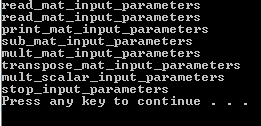 read_mat_input_parameters
read_mat_input_parameters
print_mat_input_parameters
sub_mat_input_parameters
mult_mat_input_parameters
transpose_mat_input_parameters
mult_scalar_input_parameters
stop_input_parameters
Press any key to continue . . .